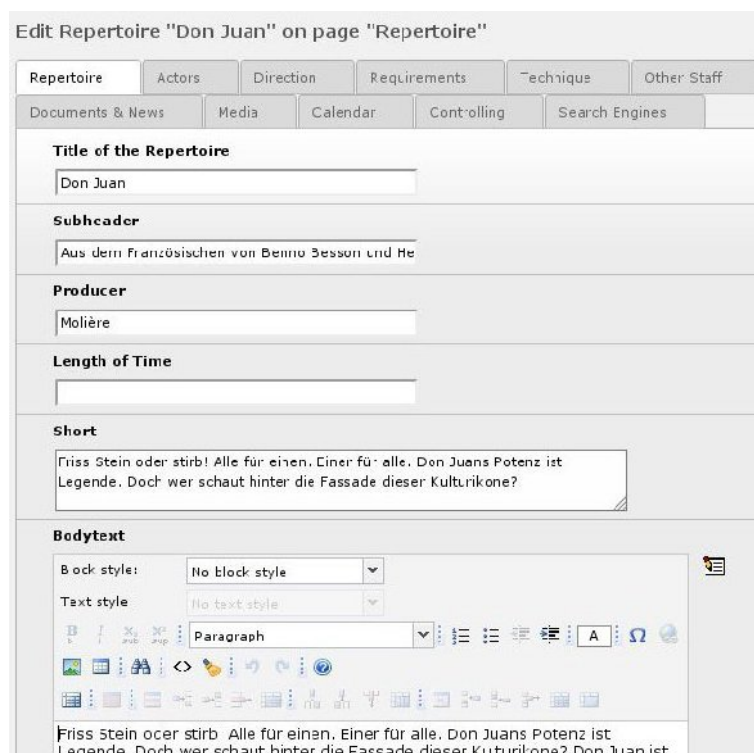 Edit Repertoire "Don Juan" on page "Repertoire"
Repertoire Actors Direction Requirements Technique Other Staff
Documents & News Media Calendar Controlling Search Engines
Title of the Repertoire
Don Juan
Subheader
Aus dem Französischen von Benno Besson und He
Producer
Molière
Length of Time
Short
Friss Stein oder stirb! Alle für einen. Einer für alle. Don Juans Potenz ist
Legende. Doch wer schaut hinter die Fassade dieser Kulturikone?
Bodytext
Block style: No block style
Text style No text style
Paragraph
Friss Stein oder stirb Alle für einen. Einer für alle. Don Juans Potenz ist
Legende. Doch wer schaut hinter die Fassade dieser Kulturikone? Don Juan ist